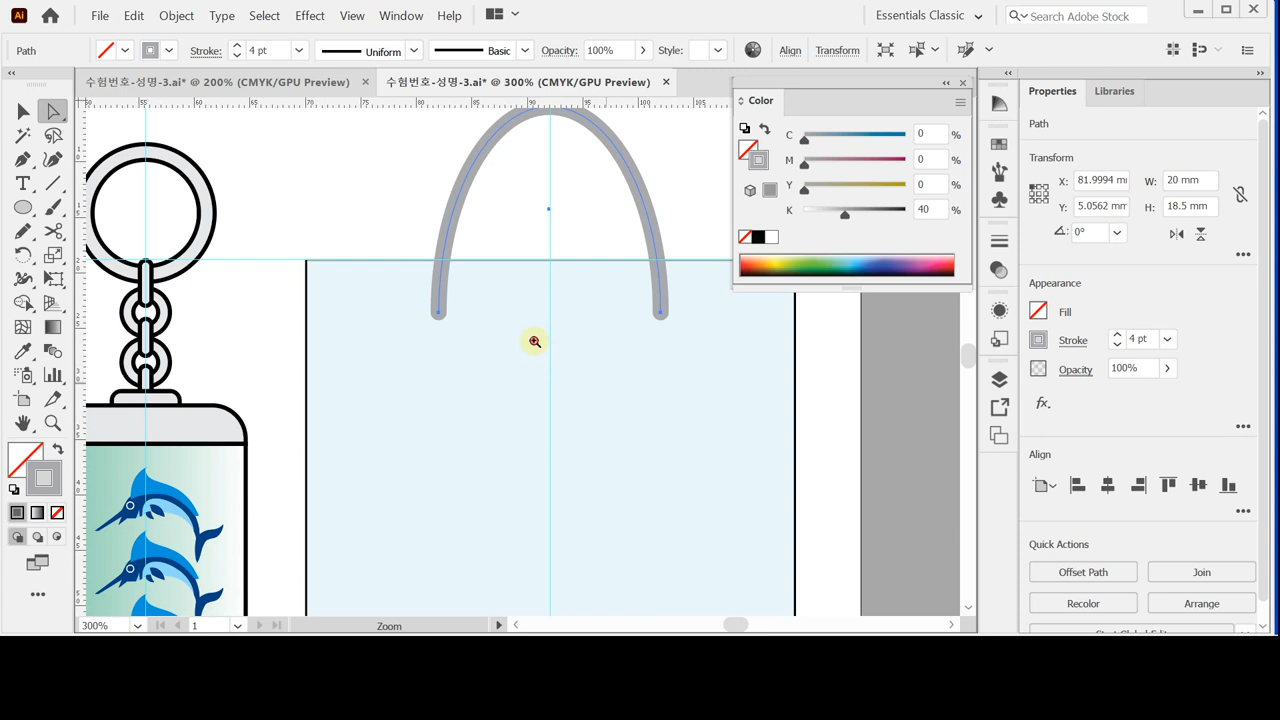 Ai
File Edit Object Type Select Effect View Window Help
Essentials Classic
Search Adobe Stock
Path Stroke: 4 pt Uniform Basic Opacity: 100% Style: Align Transform
수험번호-성명-3.ai* @ 200% (CMYK/GPU Preview)
수험번호-성명-3.ai* @ 300% (CMYK/GPU Preview)
Color
C 0 %
M 0 %
Y 0 %
K 40 %
Properties Libraries
Path
Transform
X: 81.9994 m W: 20 mm
Y: 5.0562 mm H: 18.5 mm
0°
Appearance
Fill
Stroke 4 pt
Opacity 100%
fx.
Align
Quick Actions
Offset Path Join
Recolor Arrange
300% 1 Zoom